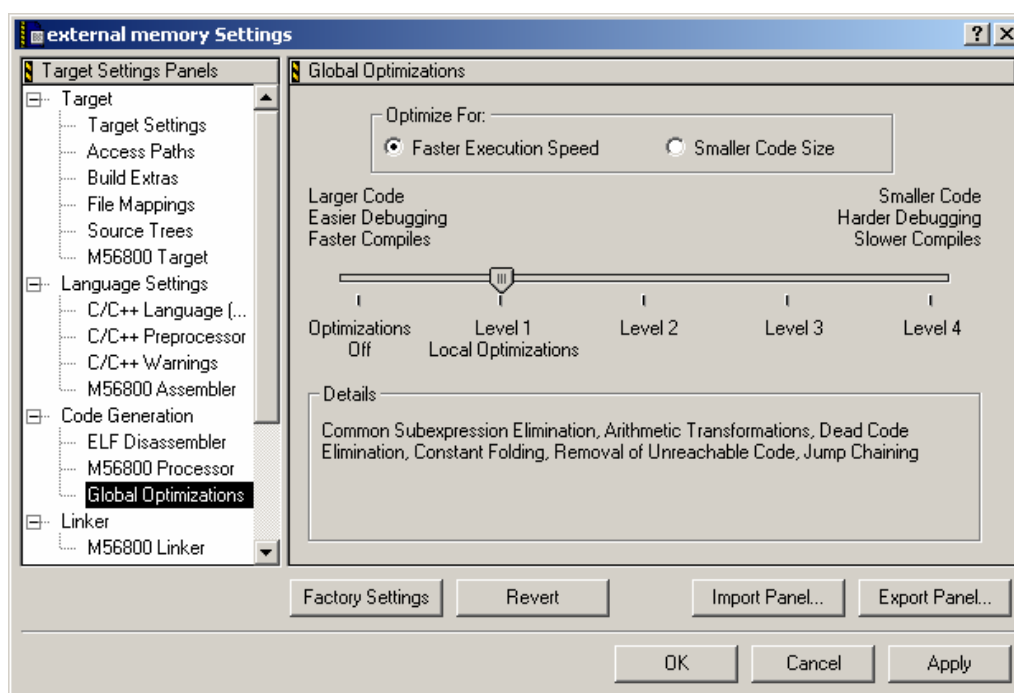 external memory Settings
Target Settings Panels
Target
Target Settings
Access Paths
Build Extras
File Mappings
Source Trees
M56800 Target
Language Settings
C/C++ Language (...
C/C++ Preprocessor
C/C++ Warnings
M56800 Assembler
Code Generation
ELF Disassembler
M56800 Processor
Global Optimizations
Linker
M56800 Linker
Global Optimizations
Optimize For:
Faster Execution Speed
Smaller Code Size
Larger Code
Easier Debugging
Faster Compiles
Smaller Code
Harder Debugging
Slower Compiles
Optimizations
Off
Level 1
Local Optimizations
Level 2
Level 3
Level 4
Details
Common Subexpression Elimination, Arithmetic Transformations, Dead Code
Elimination, Constant Folding, Removal of Unreachable Code, Jump Chaining
Factory Settings
Revert
Import Panel...
Export Panel...
OK
Cancel
Apply